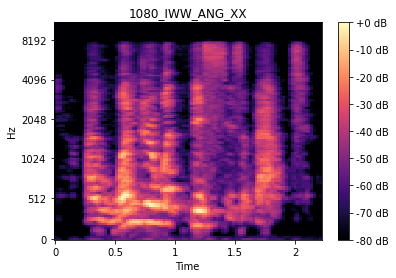 1080_IWW_ANG_XX
+0 dB
8192
-10 dB
4096
-20 dB
-30 dB
2048
Hz
-40 dB
1024
-50 dB
512
-60 dB
-70 dB
0
-80 dB
0 0.5 1 1.5 2
Time